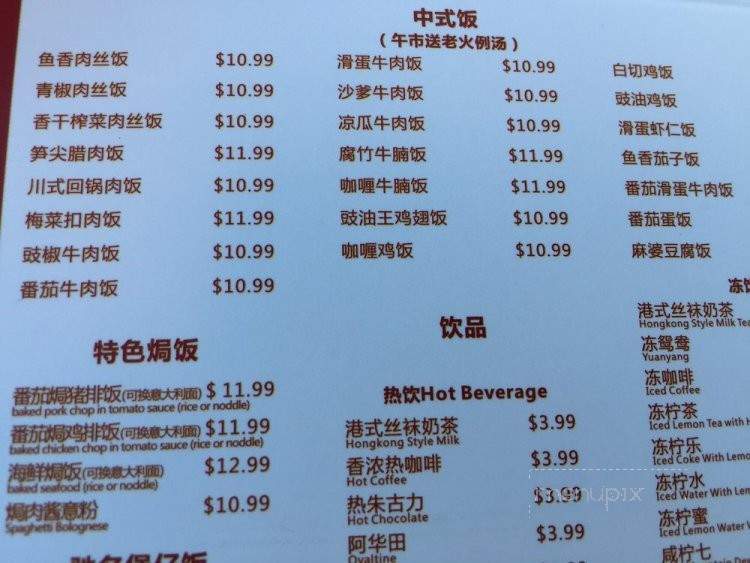 中式饭
（午市送老火例汤）
鱼香肉丝饭 $10.99
青椒肉丝饭 $10.99
香干榨菜肉丝饭 $10.99
笋尖腊肉饭 $11.99
川式回锅肉饭 $10.99
梅菜扣肉饭 $11.99
豉椒牛肉饭 $10.99
番茄牛肉饭 $10.99
滑蛋牛肉饭 $10.99
沙爹牛肉饭 $10.99
凉瓜牛肉饭 $10.99
腐竹牛腩饭 $11.99
咖喱牛腩饭 $11.99
豉油王鸡翅饭 $10.99
咖喱鸡饭 $10.99
白切鸡饭
豉油鸡饭
滑蛋虾仁饭
鱼香茄子饭
番茄滑蛋牛肉饭
番茄蛋饭
麻婆豆腐饭
特色焗饭
番茄焗猪排饭(可换意大利面) $ 11.99
baked pork chop in tomato sauce (rice or noddle)
番茄焗鸡排饭(可换意大利面) $11.99
baked chicken chop in tomato sauce (rice or noddle)
海鲜焗饭(可换意大利面) $12.99
baked seafood (rice or noddle)
焗肉酱意粉 $10.99
Spaghetti Bolognese
饮品
热饮Hot Beverage
港式丝袜奶茶 $3.99
Hongkong Style Milk
香浓热咖啡 $3.99
Hot Coffee
热朱古力 $3.99
Hot Chocolate
阿华田 $3.99
Ovaltine
冻
港式丝袜奶茶
Hongkong Style Milk Tea
冻鸳鸯
Yuanyang
冻咖啡
Iced Coffee
冻柠茶
Iced Lemon Tea with
冻柠乐
Iced Coke With
冻柠水
Iced Water With
冻柠蜜
Iced Lemon Water
咸柠七
menupix